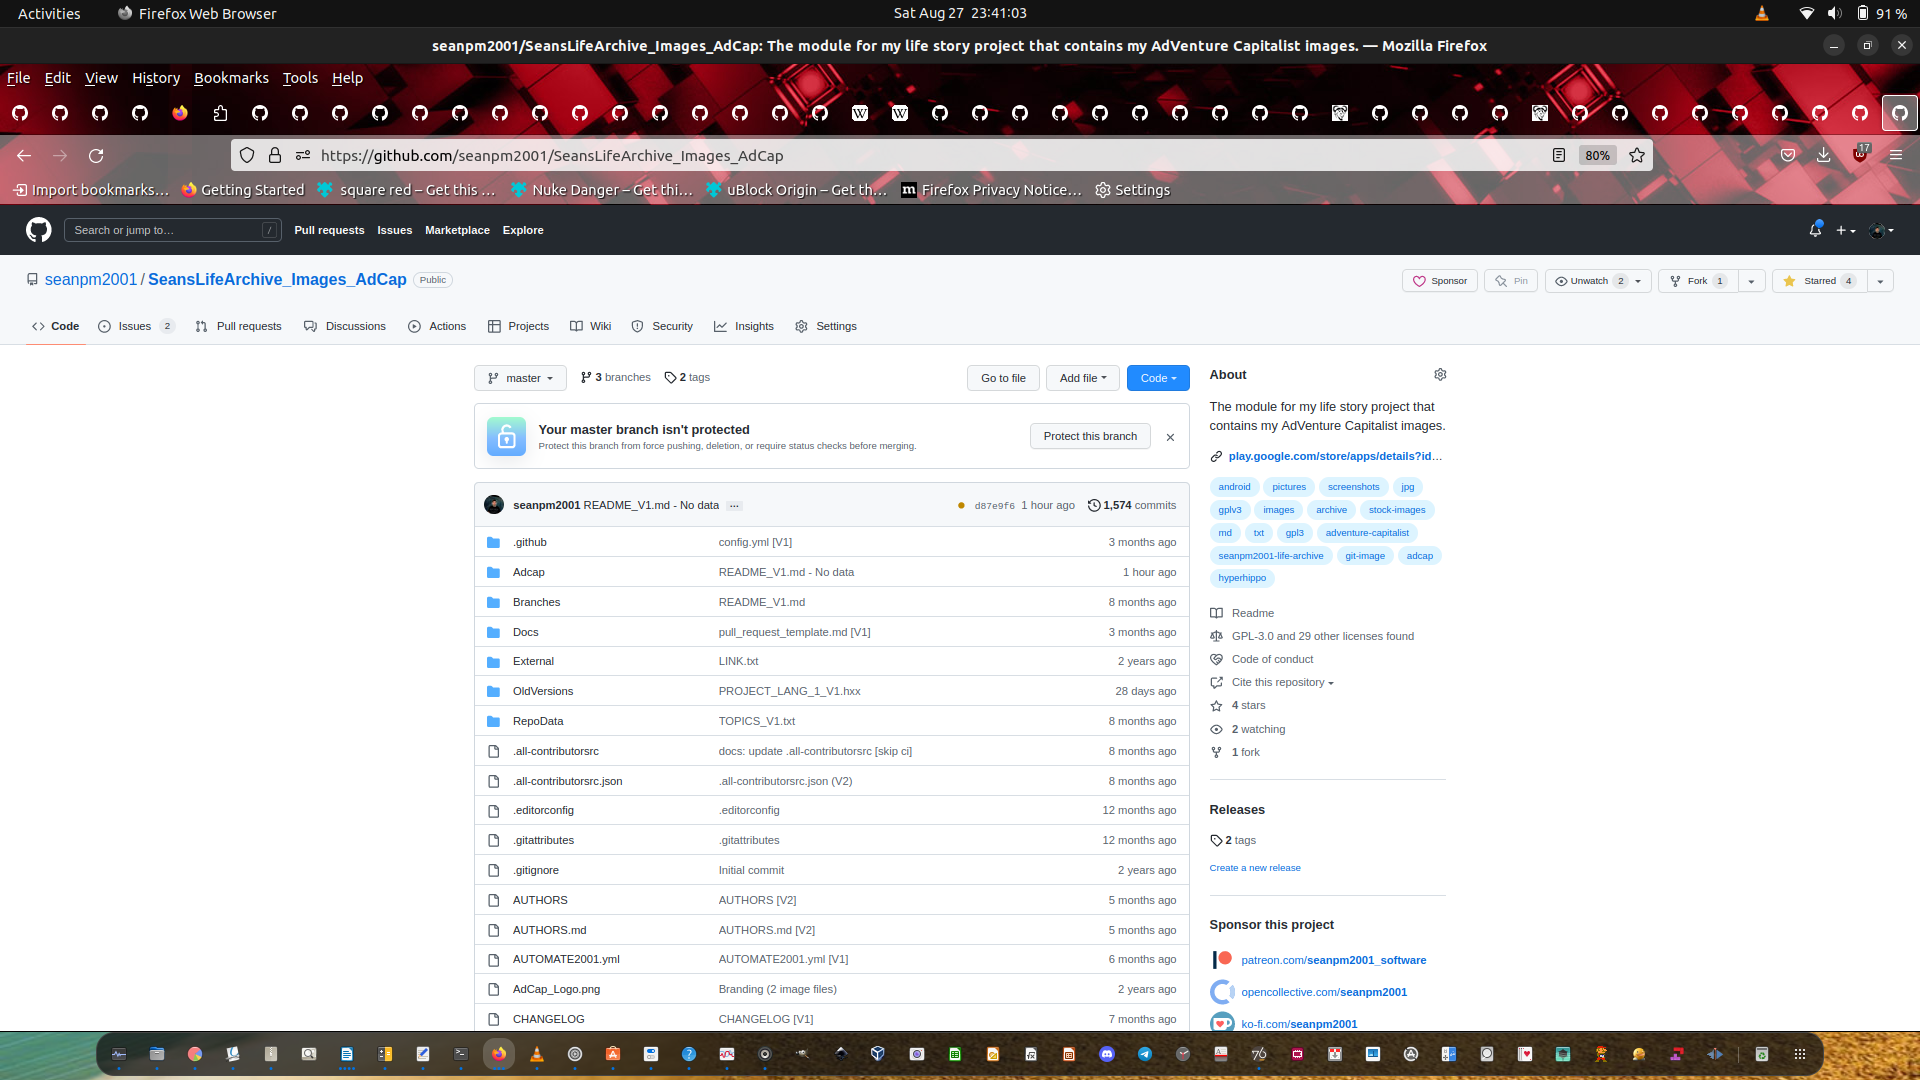 Activities Firefox Web Browser Sat Aug 27 23:41:03 91 %
seanpm2001/SeansLifeArchive_Images_AdCap: The module for my life story project that contains my AdVenture Capitalist images. — Mozilla Firefox
File Edit View History Bookmarks Tools Help
https://github.com/seanpm2001/SeansLifeArchive_Images_AdCap 80% 17
Import bookmarks… Getting Started square red – Get this … Nuke Danger – Get thi… uBlock Origin – Get th… Firefox Privacy Notice… Settings
Search or jump to… / Pull requests Issues Marketplace Explore
seanpm2001 / SeansLifeArchive_Images_AdCap Public Sponsor Pin Unwatch 2 Fork 1 Starred 4
Code Issues 2 Pull requests Discussions Actions Projects Wiki Security Insights Settings
master 3 branches 2 tags Go to file Add file Code
Your master branch isn't protected
Protect this branch from force pushing, deletion, or require status checks before merging.
Protect this branch
seanpm2001 README_V1.md - No data … d87e9f6 1 hour ago 1,574 commits
.github config.yml [V1] 3 months ago
Adcap README_V1.md - No data 1 hour ago
Branches README_V1.md 8 months ago
Docs pull_request_template.md [V1] 3 months ago
External LINK.txt 2 years ago
OldVersions PROJECT_LANG_1_V1.hxx 28 days ago
RepoData TOPICS_V1.txt 8 months ago
.all-contributorsrc docs: update .all-contributorsrc [skip ci] 8 months ago
.all-contributorsrc.json .all-contributorsrc.json (V2) 8 months ago
.editorconfig .editorconfig 12 months ago
.gitattributes .gitattributes 12 months ago
.gitignore Initial commit 2 years ago
AUTHORS AUTHORS [V2] 5 months ago
AUTHORS.md AUTHORS.md [V2] 5 months ago
AUTOMATE2001.yml AUTOMATE2001.yml [V1] 6 months ago
AdCap_Logo.png Branding (2 image files) 2 years ago
CHANGELOG CHANGELOG [V1] 7 months ago
About
The module for my life story project that
contains my AdVenture Capitalist images.
play.google.com/store/apps/details?id…
android pictures screenshots jpg
gplv3 images archive stock-images
md txt gpl3 adventure-capitalist
seanpm2001-life-archive git-image adcap
hyperhippo
Readme
GPL-3.0 and 29 other licenses found
Code of conduct
Cite this repository
4 stars
2 watching
1 fork
Releases
2 tags
Create a new release
Sponsor this project
patreon.com/seanpm2001_software
opencollective.com/seanpm2001
ko-fi.com/seanpm2001